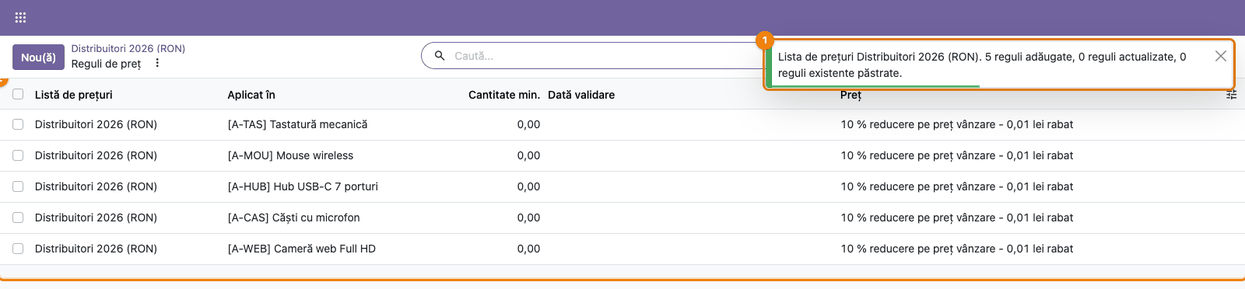 Nou(ă)
Distribuitori 2026 (RON)
Reguli de preț
Caută...
1
Lista de prețuri Distribuitori 2026 (RON). 5 reguli adăugate, 0 reguli actualizate, 0
reguli existente păstrate.
Listă de prețuri Aplicat în Cantitate min. Dată validare Preț
Distribuitori 2026 (RON) [A-TAS] Tastatură mecanică 0,00 10 % reducere pe preț vânzare - 0,01 lei rabat
Distribuitori 2026 (RON) [A-MOU] Mouse wireless 0,00 10 % reducere pe preț vânzare - 0,01 lei rabat
Distribuitori 2026 (RON) [A-HUB] Hub USB-C 7 porturi 0,00 10 % reducere pe preț vânzare - 0,01 lei rabat
Distribuitori 2026 (RON) [A-CAS] Căști cu microfon 0,00 10 % reducere pe preț vânzare - 0,01 lei rabat
Distribuitori 2026 (RON) [A-WEB] Cameră web Full HD 0,00 10 % reducere pe preț vânzare - 0,01 lei rabat